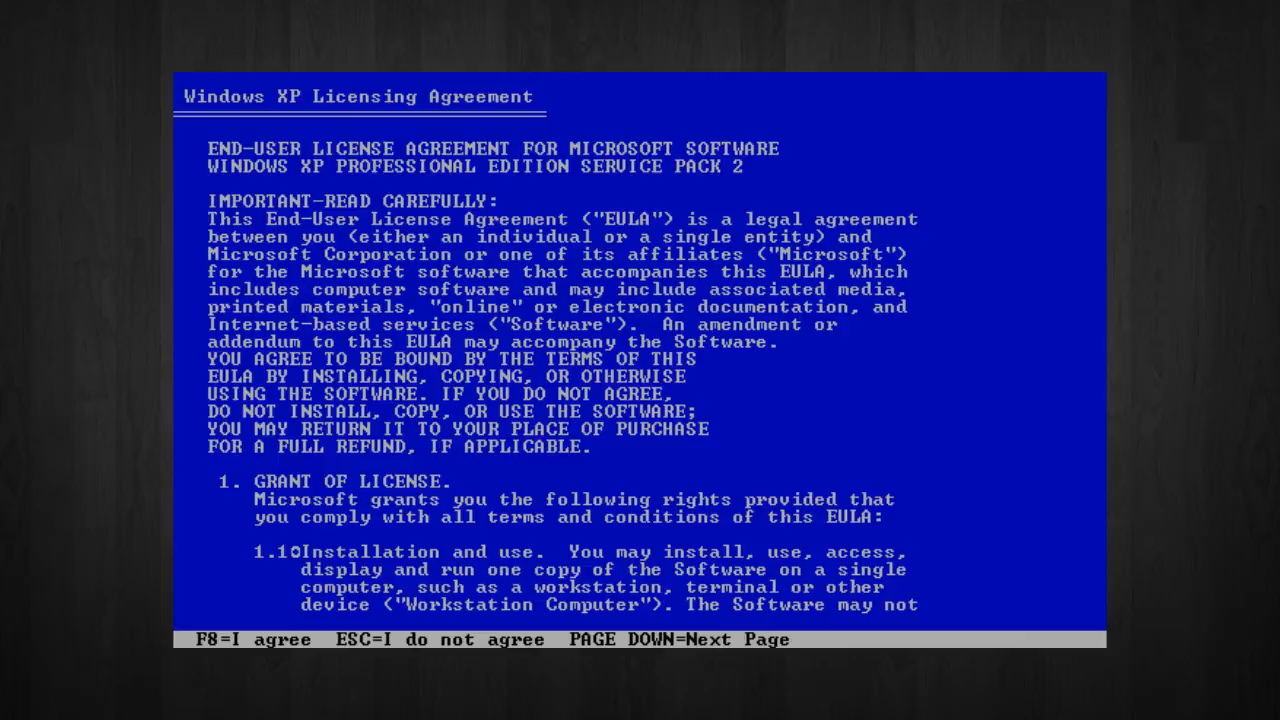 Windows XP Licensing Agreement
END-USER LICENSE AGREEMENT FOR MICROSOFT SOFTWARE
WINDOWS XP PROFESSIONAL EDITION SERVICE PACK 2
IMPORTANT-READ CAREFULLY:
This End-User License Agreement ("EULA") is a legal agreement
between you (either an individual or a single entity) and
Microsoft Corporation or one of its affiliates ("Microsoft")
for the Microsoft software that accompanies this EULA, which
includes computer software and may include associated media,
printed materials, "online" or electronic documentation, and
Internet-based services ("Software").  An amendment or
addendum to this EULA may accompany the Software.
YOU AGREE TO BE BOUND BY THE TERMS OF THIS
EULA BY INSTALLING, COPYING, OR OTHERWISE
USING THE SOFTWARE. IF YOU DO NOT AGREE,
DO NOT INSTALL, COPY, OR USE THE SOFTWARE;
YOU MAY RETURN IT TO YOUR PLACE OF PURCHASE
FOR A FULL REFUND, IF APPLICABLE.
1. GRANT OF LICENSE.
Microsoft grants you the following rights provided that
you comply with all terms and conditions of this EULA:
1.1○Installation and use.  You may install, use, access,
display and run one copy of the Software on a single
computer, such as a workstation, terminal or other
device ("Workstation Computer"). The Software may not
F8=I agree  ESC=I do not agree  PAGE DOWN=Next Page